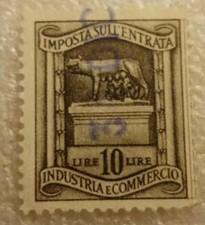 IMPOSTA SULL'ENTRATA
LIRE 10 LIRE
INDUSTRIA E COMMERCIO